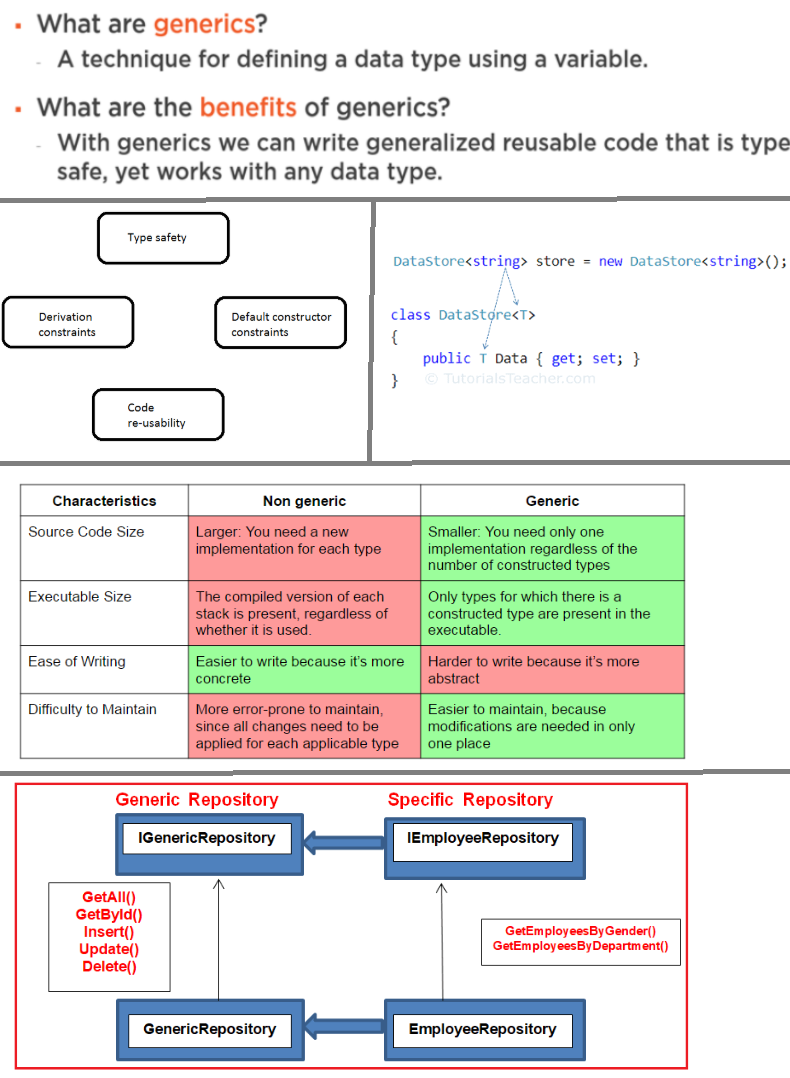 ▪ What are generics?
- A technique for defining a data type using a variable.
▪ What are the benefits of generics?
- With generics we can write generalized reusable code that is type
safe, yet works with any data type.
Type safety
Derivation
constraints
Default constructor
constraints
Code
re-usability
DataStore<string> store = new DataStore<string>();
class DataStore<T>
{
public T Data { get; set; }
}
© TutorialsTeacher.com
Characteristics
Non generic
Generic
Source Code Size
Larger: You need a new
implementation for each type
Smaller: You need only one
implementation regardless of the
number of constructed types
Executable Size
The compiled version of each
stack is present, regardless of
whether it is used.
Only types for which there is a
constructed type are present in the
executable.
Ease of Writing
Easier to write because it's more
concrete
Harder to write because it's more
abstract
Difficulty to Maintain
More error-prone to maintain,
since all changes need to be
applied for each applicable type
Easier to maintain, because
modifications are needed in only
one place
Generic Repository
Specific Repository
IGenericRepository
IEmployeeRepository
GetAll()
GetById()
Insert()
Update()
Delete()
GetEmployeesByGender()
GetEmployeesByDepartment()
GenericRepository
EmployeeRepository